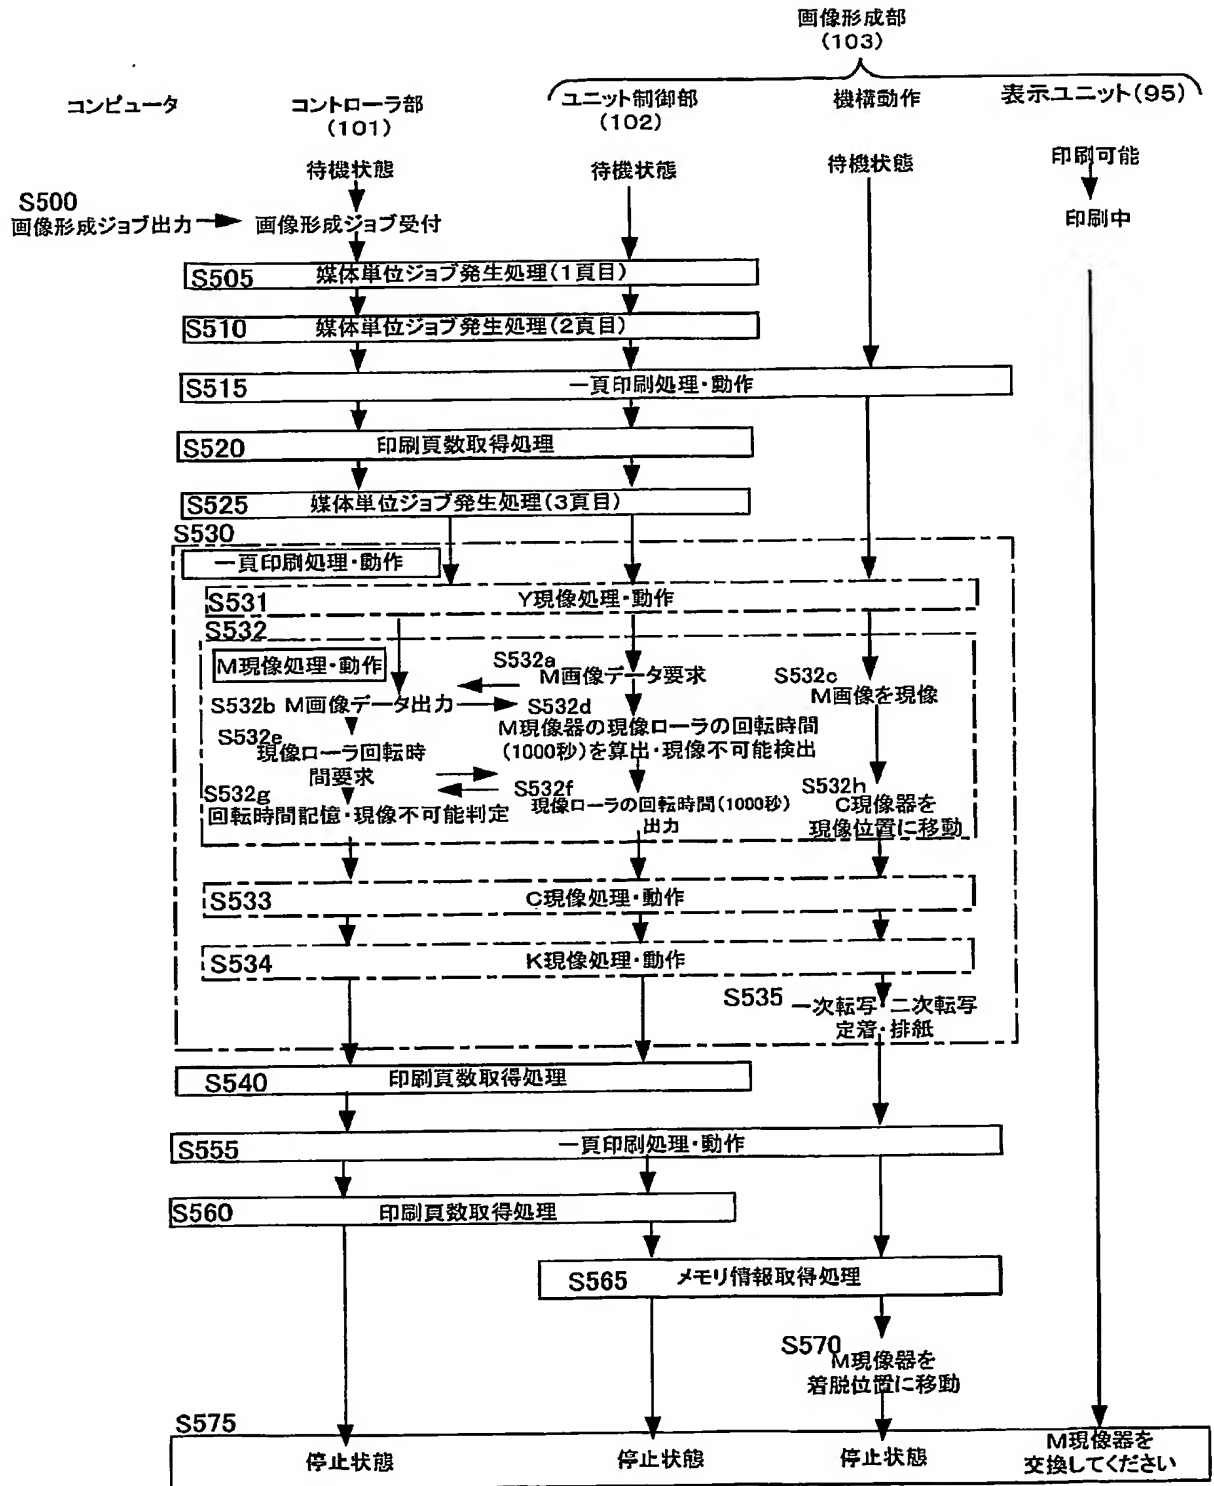 画像形成部
(103)
コンピュータ
コントローラ部
(101)
ユニット制御部
(102)
機構動作
表示ユニット(95)
待機状態
待機状態
待機状態
印刷可能
印刷中
S500
画像形成ジョブ出力
画像形成ジョブ受付
S505 媒体単位ジョブ発生処理(1頁目)
S510 媒体単位ジョブ発生処理(2頁目)
S515 一頁印刷処理・動作
S520 印刷頁数取得処理
S525 媒体単位ジョブ発生処理(3頁目)
S530
一頁印刷処理・動作
S531 Y現像処理・動作
S532
M現像処理・動作
S532a
M画像データ要求
S532c
M画像を現像
S532b M画像データ出力
S532d
M現像器の現像ローラの回転時間
(1000秒)を算出・現像不可能検出
S532e
現像ローラ回転時
間要求
S532f
現像ローラの回転時間(1000秒)
出力
S532g
回転時間記憶・現像不可能判定
S532h
C現像器を
現像位置に移動
S533 C現像処理・動作
S534 K現像処理・動作
S535 一次転写・二次転写
定着・排紙
S540 印刷頁数取得処理
S555 一頁印刷処理・動作
S560 印刷頁数取得処理
S565 メモリ情報取得処理
S570
M現像器を
着脱位置に移動
S575
停止状態
停止状態
停止状態
M現像器を
交換してください